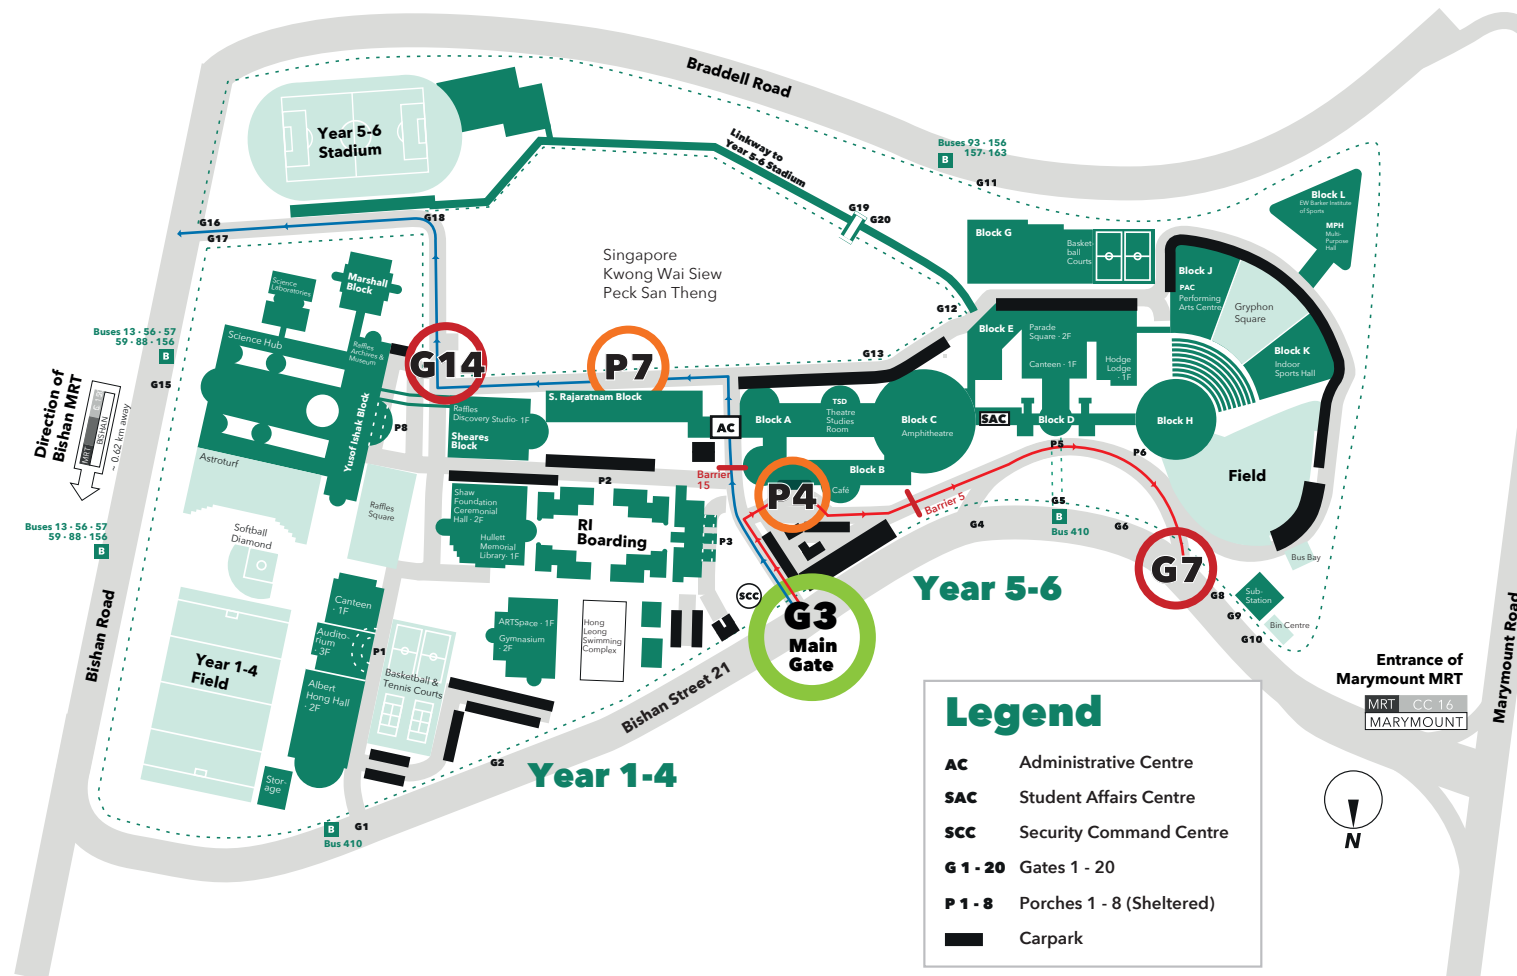 Braddell Road
Year 5-6
Stadium
Linkway to
Year 5-6 Stadium
Buses 93 · 156
157· 163
B
G11
Block L
EW Barker Institute
of Sports
MPH
Multi-
Purpose
Hall
G16
G17
G18
G19
G20
Block G
Basket-
ball
Courts
Singapore
Kwong Wai Siew
Peck San Theng
Block J
PAC
Performing
Arts Centre
Gryphon
Square
Science
Laboratories
Marshall
Block
G12
Block E
Parade
Square - 2F
Canteen - 1F
Hodge
Lodge
- 1F
Block K
Indoor
Sports Hall
Buses 13 · 56 · 57
59 · 88 · 156
B
Science Hub
Raffles
Archives &
Museum
G14
P7
G13
G15
Direction of
Bishan MRT
MRT
BISHAN
~ 0.62 km away
S. Rajaratnam Block
Raffles
Discovery Studio- 1F
Sheares
Block
P8
Yusof Ishak Block
AC
Block A
TSD
Theatre
Studies
Room
Block C
Amphitheatre
SAC
Block D
Block H
P5
P6
Field
Astroturf
Barrier
15
Block B
Café
P4
Barrier 5
P2
Shaw
Foundation
Ceremonial
Hall - 2F
Hullett
Memorial
Library- 1F
RI
Boarding
Raffles
Square
P3
G4
G5
B
Bus 410
G6
Buses 13 · 56 · 57
59 · 88 · 156
B
Softball
Diamond
G7
Bus Bay
Year 5-6
SCC
G3
Main
Gate
Sub-
Station
G8
G9
G10
Bin Centre
Canteen
- 1F
Audito-
rium
- 3F
P1
ARTSpace - 1F
Gymnasium
- 2F
Hong
Leong
Swimming
Complex
Bishan Road
Year 1-4
Field
Albert
Hong Hall
- 2F
Basketball &
Tennis Courts
Bishan Street 21
Entrance of
Marymount MRT
MRT CC 16
MARYMOUNT
Marymount Road
Stor-
age
G2
Year 1-4
B
G1
Bus 410
Legend
AC Administrative Centre
SAC Student Affairs Centre
SCC Security Command Centre
G 1 - 20 Gates 1 - 20
P 1 - 8 Porches 1 - 8 (Sheltered)
Carpark
N